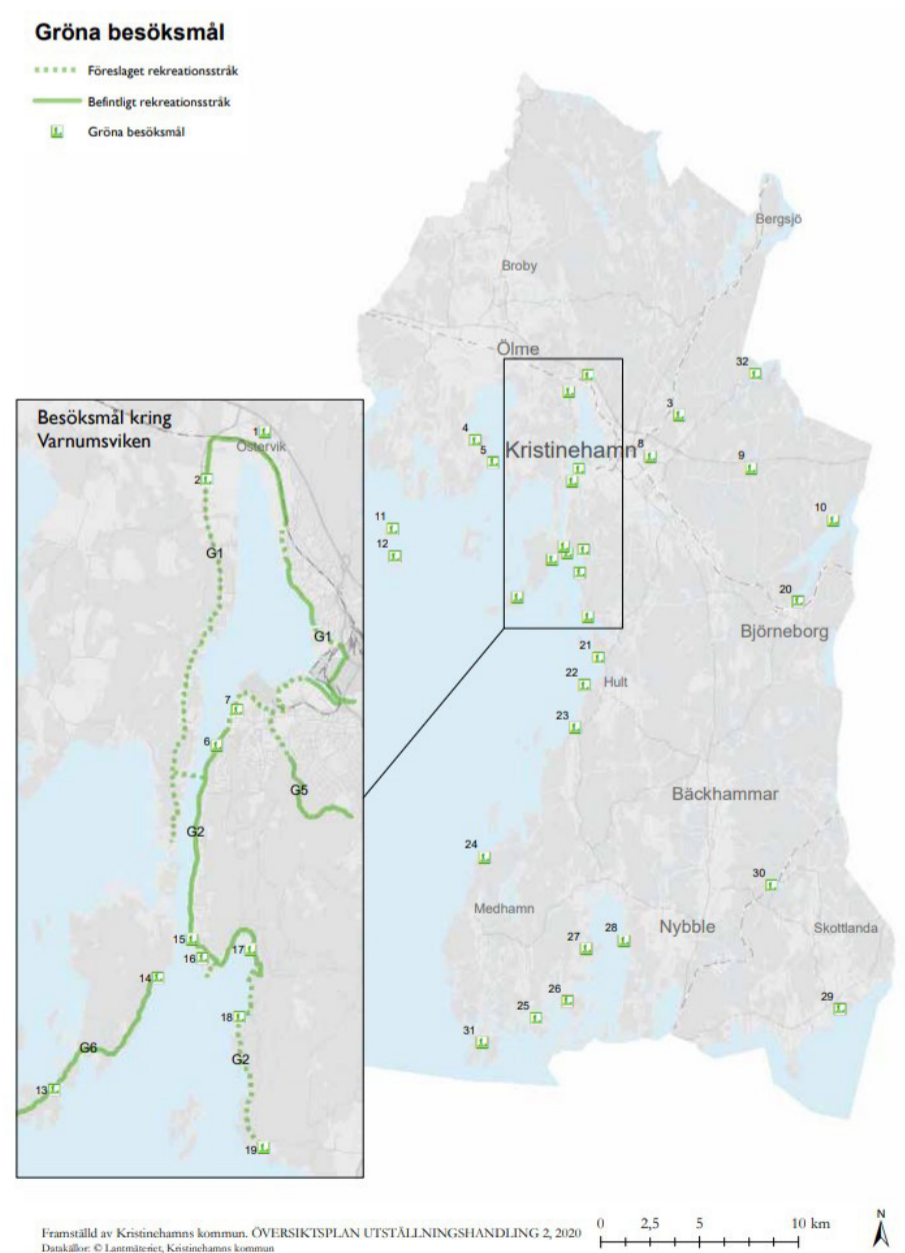 Gröna besöksmål
Föreslaget rekreationsstråk
Befintligt rekreationsstråk
Gröna besöksmål
Bergsjö
Broby
Ölme
32
3
4
Kristinehamn
8
5
9
10
11
12
20
Björneborg
21
22
Hult
23
Bäckhammar
24
30
Medhamn
Nybble
Skottlanda
27
28
26
25
29
31
Besöksmål kring
Varnumsviken
1
Östervik
2
G1
G1
7
6
G5
G2
15
16
17
14
18
G6
G2
13
19
Framställd av Kristinehamns kommun. ÖVERSIKTSPLAN UTSTÄLLNINGSHANDLING 2, 2020
Datakällor: © Lantmäteriet, Kristinehamns kommun
0 2,5 5 10 km
N